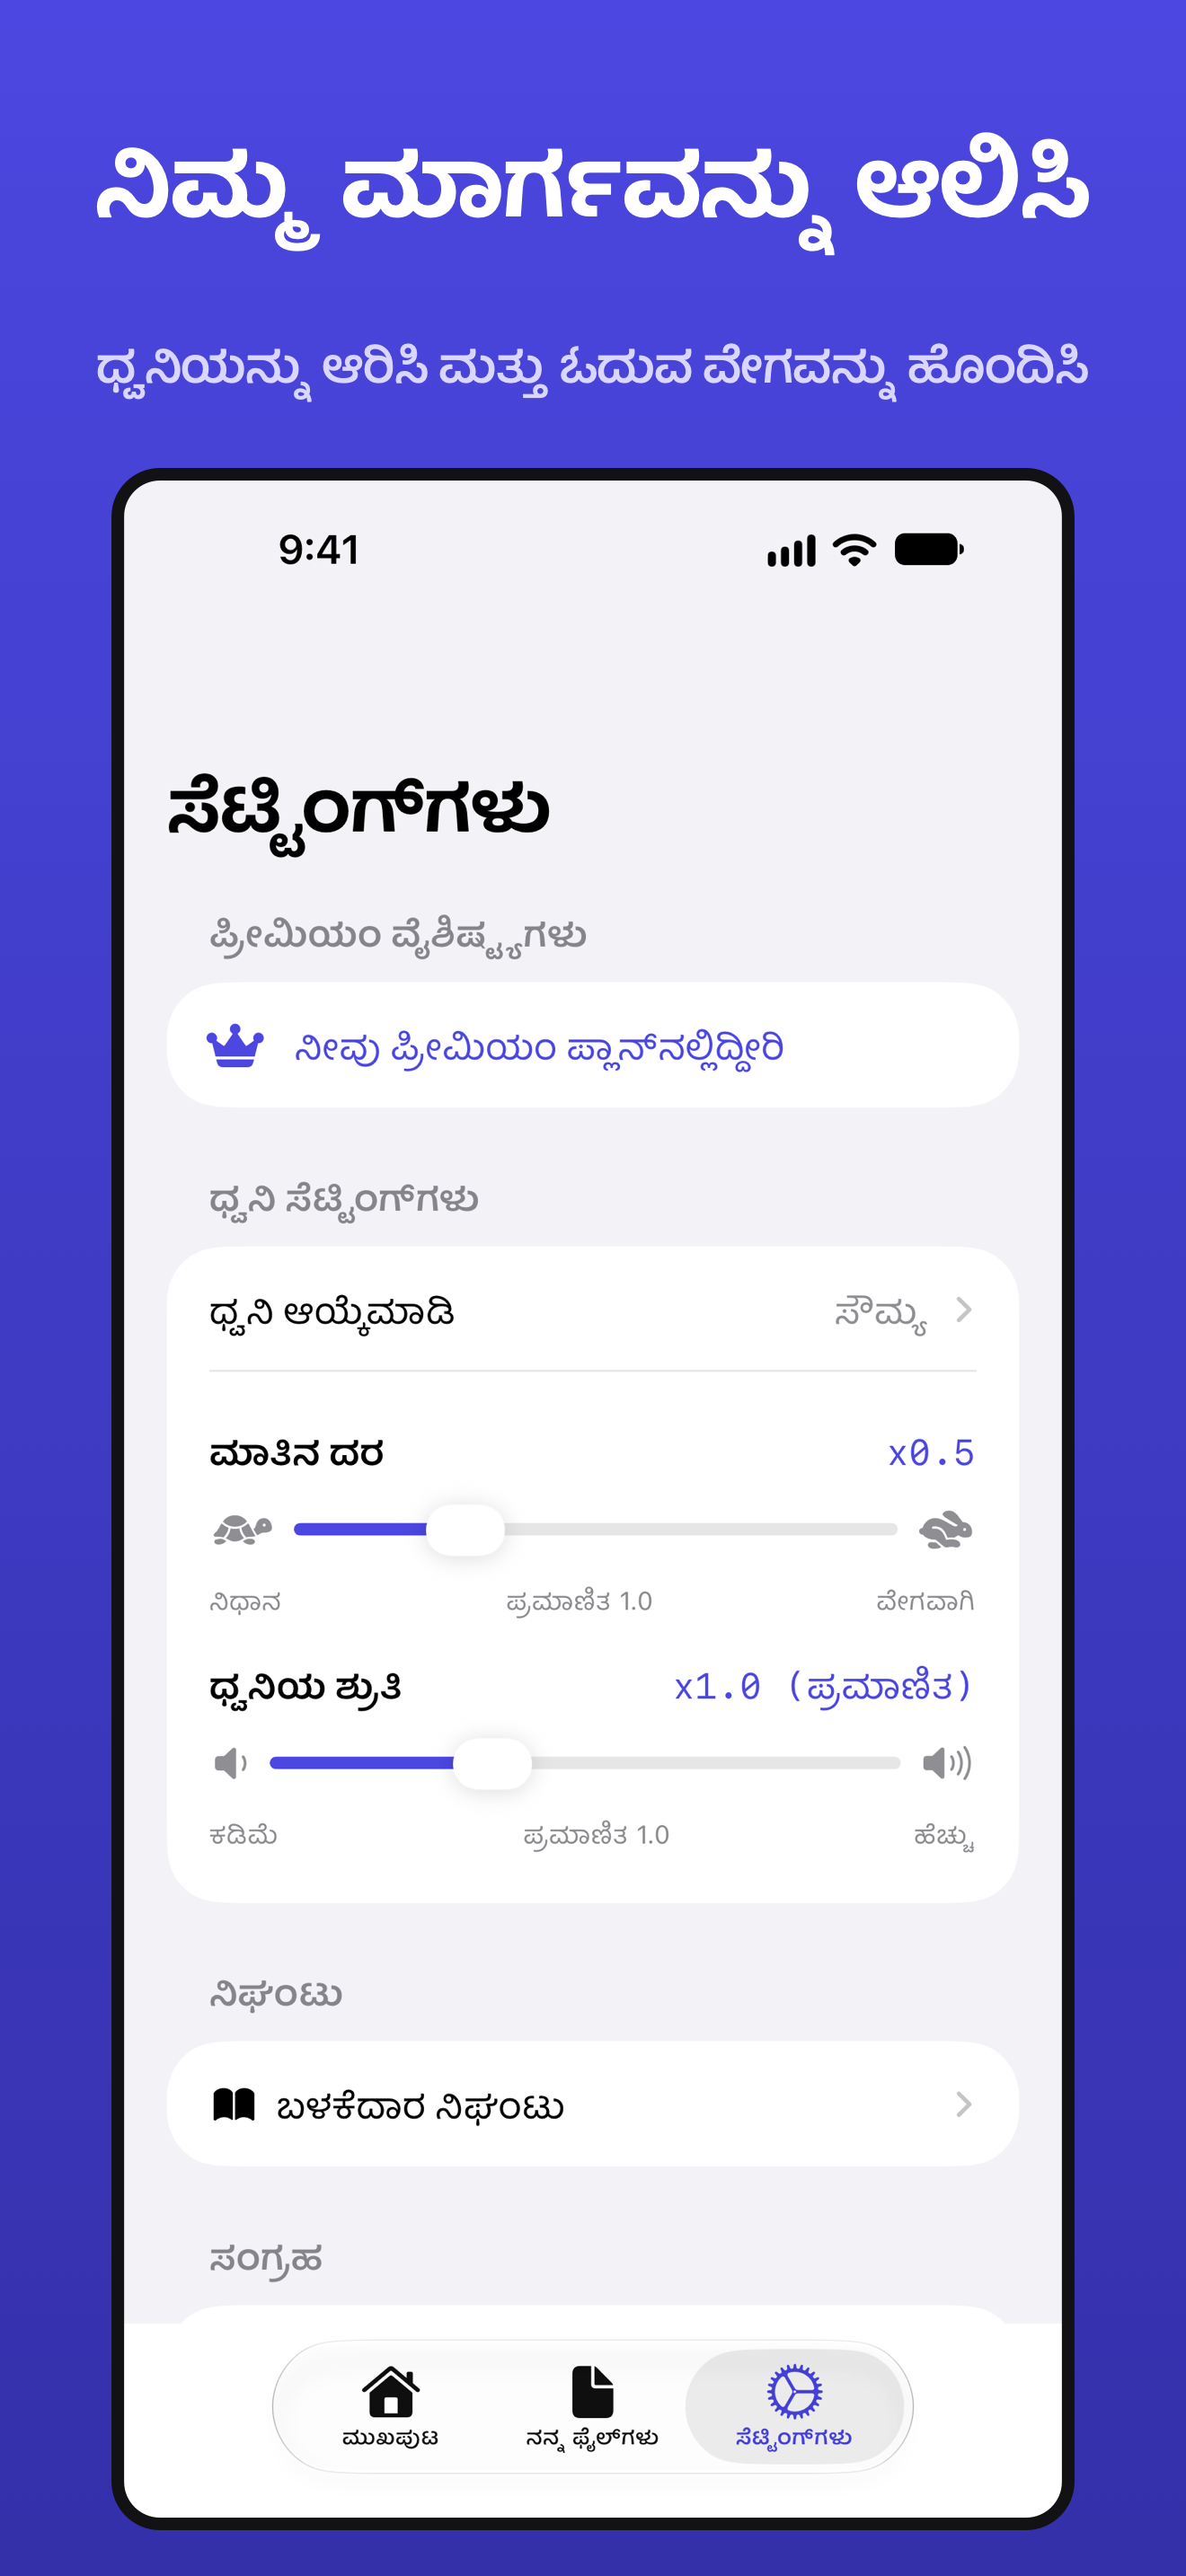 ನಿಮ್ಮ ಮಾರ್ಗವನ್ನು ಆಲಿಸಿ
ಧ್ವನಿಯನ್ನು ಆರಿಸಿ ಮತ್ತು ಓದುವ ವೇಗವನ್ನು ಹೊಂದಿಸಿ
9:41
ಸೆಟ್ಟಿಂಗ್‌ಗಳು
ಪ್ರೀಮಿಯಂ ವೈಶಿಷ್ಟ್ಯಗಳು
ನೀವು ಪ್ರೀಮಿಯಂ ಪ್ಲಾನ್‌ನಲ್ಲಿದ್ದೀರಿ
ಧ್ವನಿ ಸೆಟ್ಟಿಂಗ್‌ಗಳು
ಧ್ವನಿ ಆಯ್ಕೆಮಾಡಿ ಸೌಮ್ಯ
ಮಾತಿನ ದರ x0.5
ನಿಧಾನ ಪ್ರಮಾಣಿತ 1.0 ವೇಗವಾಗಿ
ಧ್ವನಿಯ ಶ್ರುತಿ x1.0 (ಪ್ರಮಾಣಿತ)
ಕಡಿಮೆ ಪ್ರಮಾಣಿತ 1.0 ಹೆಚ್ಚು
ನಿಘಂಟು
ಬಳಕೆದಾರ ನಿಘಂಟು
ಸಂಗ್ರಹ
ಮುಖಪುಟ ನನ್ನ ಫೈಲ್‌ಗಳು ಸೆಟ್ಟಿಂಗ್‌ಗಳು